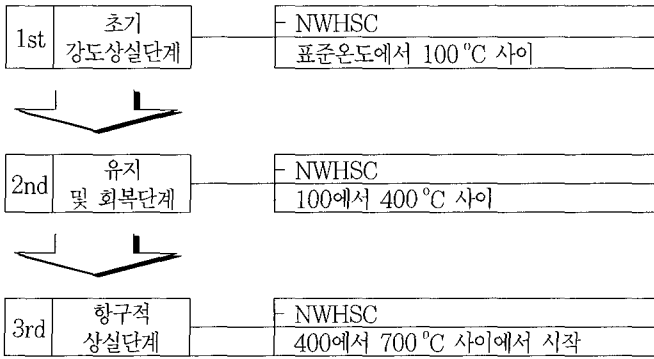 1st
초기
강도상실단계
- NWHSC
표준온도에서 100 °C 사이
2nd
유지
및 회복단계
- NWHSC
100에서 400 °C 사이
3rd
항구적
상실단계
- NWHSC
400에서 700 °C 사이에서 시작